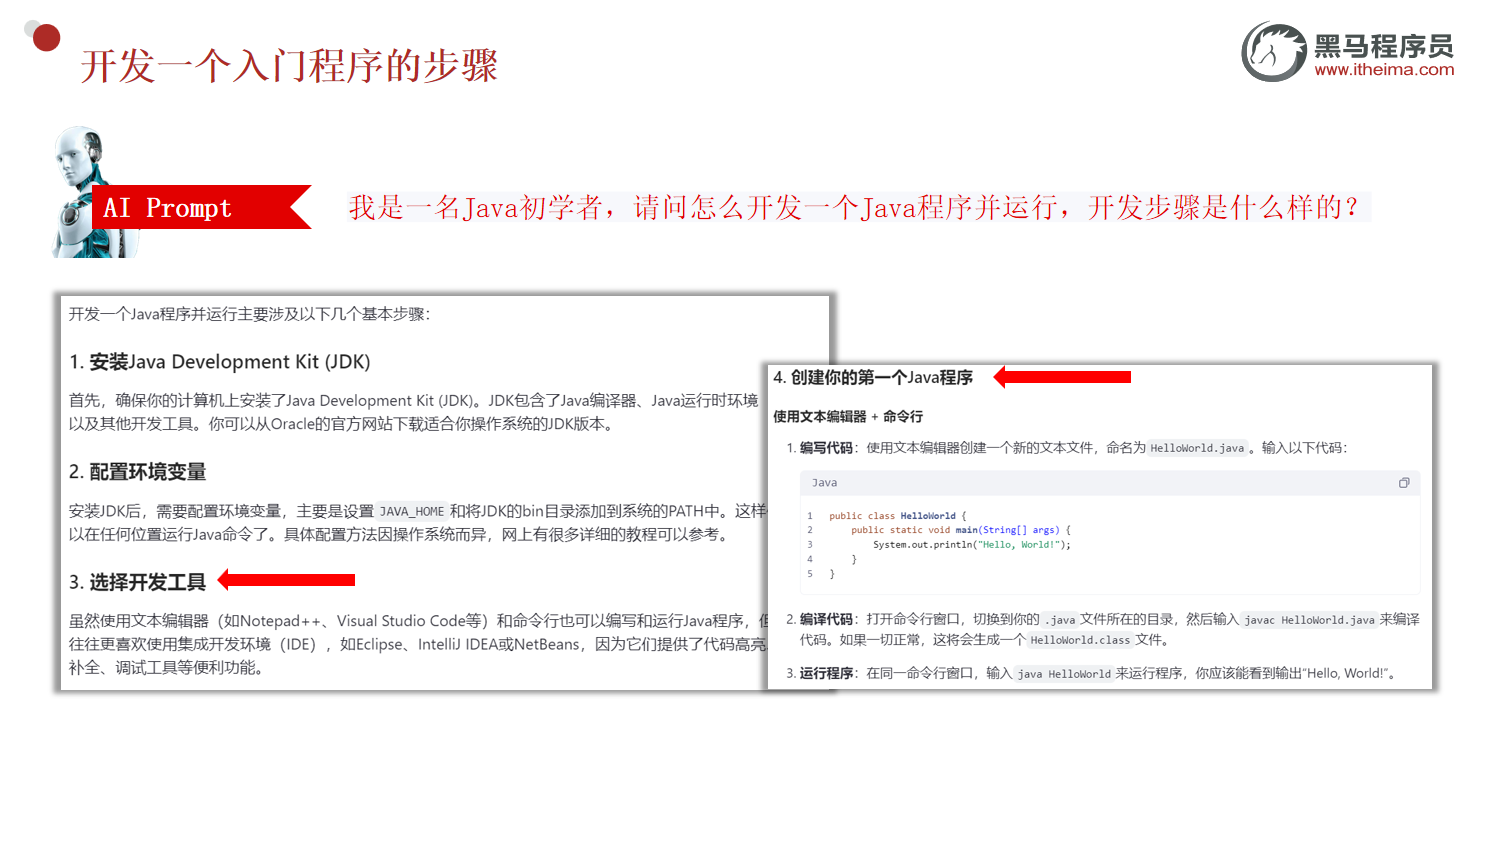 开发一个入门程序的步骤
黑马程序员
www.itheima.com
AI Prompt
我是一名Java初学者，请问怎么开发一个Java程序并运行，开发步骤是什么样的？
开发一个Java程序并运行主要涉及以下几个基本步骤：
1. 安装Java Development Kit (JDK)
首先，确保你的计算机上安装了Java Development Kit (JDK)。JDK包含了Java编译器、Java运行时环境
以及其他开发工具。你可以从Oracle的官方网站下载适合你操作系统的JDK版本。
2. 配置环境变量
安装JDK后，需要配置环境变量，主要是设置 JAVA_HOME 和将JDK的bin目录添加到系统的PATH中。这样
以在任何位置运行Java命令了。具体配置方法因操作系统而异，网上有很多详细的教程可以参考。
3. 选择开发工具
虽然使用文本编辑器（如Notepad++、Visual Studio Code等）和命令行也可以编写和运行Java程序，
往往更喜欢使用集成开发环境（IDE），如Eclipse、IntelliJ IDEA或NetBeans，因为它们提供了代码高亮
补全、调试工具等便利功能。
4. 创建你的第一个Java程序
使用文本编辑器 + 命令行
1. 编写代码：使用文本编辑器创建一个新的文本文件，命名为 HelloWorld.java 。输入以下代码：
Java
1 public class HelloWorld {
2 public static void main(String[] args) {
3 System.out.println("Hello, World!");
4 }
5 }
2. 编译代码：打开命令行窗口，切换到你的 .java 文件所在的目录，然后输入 javac HelloWorld.java 来编译
代码。如果一切正常，这将会生成一个 HelloWorld.class 文件。
3. 运行程序：在同一命令行窗口，输入 java HelloWorld 来运行程序，你应该能看到输出“Hello, World!”。